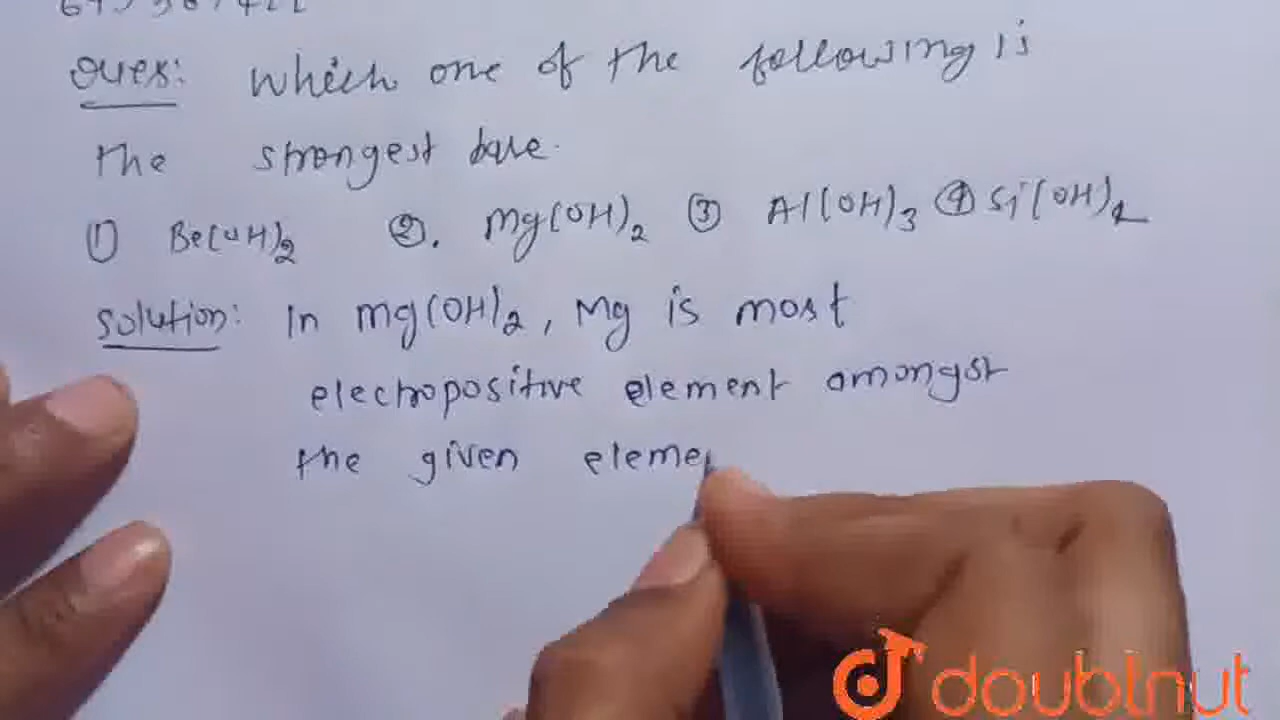 Ques: Which one of the following is
the strongest base.
① Be(OH)2 ②. Mg(OH)2 ③ Al(OH)3 ④ Si(OH)4
Solution: In Mg(OH)2, Mg is most
electropositive element amongst
the given eleme
doubtnut